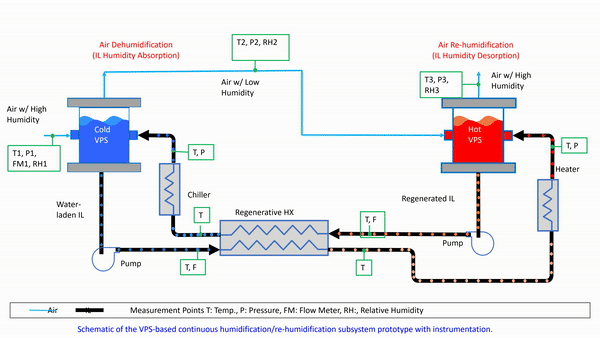 Air Dehumidification
(IL Humidity Absorption)
T2, P2, RH2
Air Re-humidification
(IL Humidity Desorption)
Air w/ Low
Humidity
T3, P3,
RH3
Air w/ High
Humidity
Air w/ High
Humidity
T1, P1,
FM1, RH1
Cold
VPS
Hot
VPS
T, P
T, P
Heater
Chiller
Water-
laden IL
Regenerated IL
T
Regenerative HX
T, F
Pump
Pump
T, F
T
Air
IL
Measurement Points T: Temp., P: Pressure, FM: Flow Meter, RH:, Relative Humidity
Schematic of the VPS-based continuous humidification/re-humidification subsystem prototype with instrumentation.